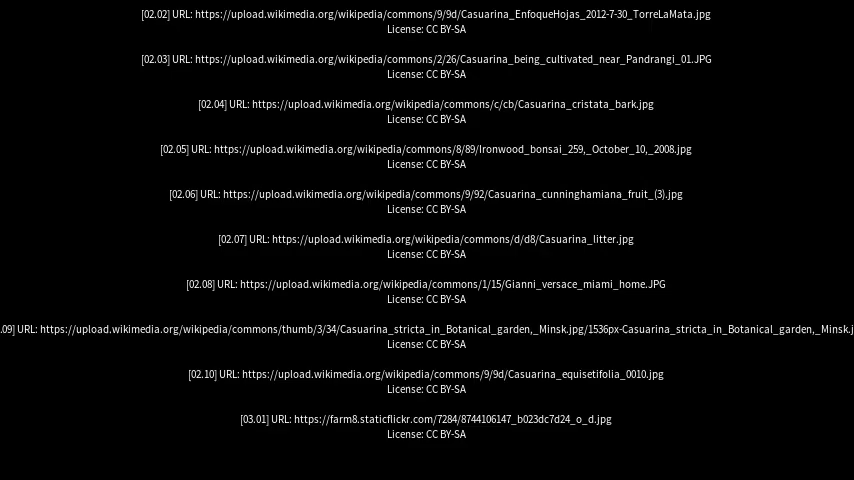 [02.02] URL: https://upload.wikimedia.org/wikipedia/commons/9/9d/Casuarina_EnfoqueHojas_2012-7-30_TorreLaMata.jpg
License: CC BY-SA
[02.03] URL: https://upload.wikimedia.org/wikipedia/commons/2/26/Casuarina_being_cultivated_near_Pandrangi_01.JPG
License: CC BY-SA
[02.04] URL: https://upload.wikimedia.org/wikipedia/commons/c/cb/Casuarina_cristata_bark.jpg
License: CC BY-SA
[02.05] URL: https://upload.wikimedia.org/wikipedia/commons/8/89/Ironwood_bonsai_259,_October_10,_2008.jpg
License: CC BY-SA
[02.06] URL: https://upload.wikimedia.org/wikipedia/commons/9/92/Casuarina_cunninghamiana_fruit_(3).jpg
License: CC BY-SA
[02.07] URL: https://upload.wikimedia.org/wikipedia/commons/d/d8/Casuarina_litter.jpg
License: CC BY-SA
[02.08] URL: https://upload.wikimedia.org/wikipedia/commons/1/15/Gianni_versace_miami_home.JPG
License: CC BY-SA
.09] URL: https://upload.wikimedia.org/wikipedia/commons/thumb/3/34/Casuarina_stricta_in_Botanical_garden,_Minsk.jpg/1536px-Casuarina_stricta_in_Botanical_garden,_Minsk.j
License: CC BY-SA
[02.10] URL: https://upload.wikimedia.org/wikipedia/commons/9/9d/Casuarina_equisetifolia_0010.jpg
License: CC BY-SA
[03.01] URL: https://farm8.staticflickr.com/7284/8744106147_b023dc7d24_o_d.jpg
License: CC BY-SA